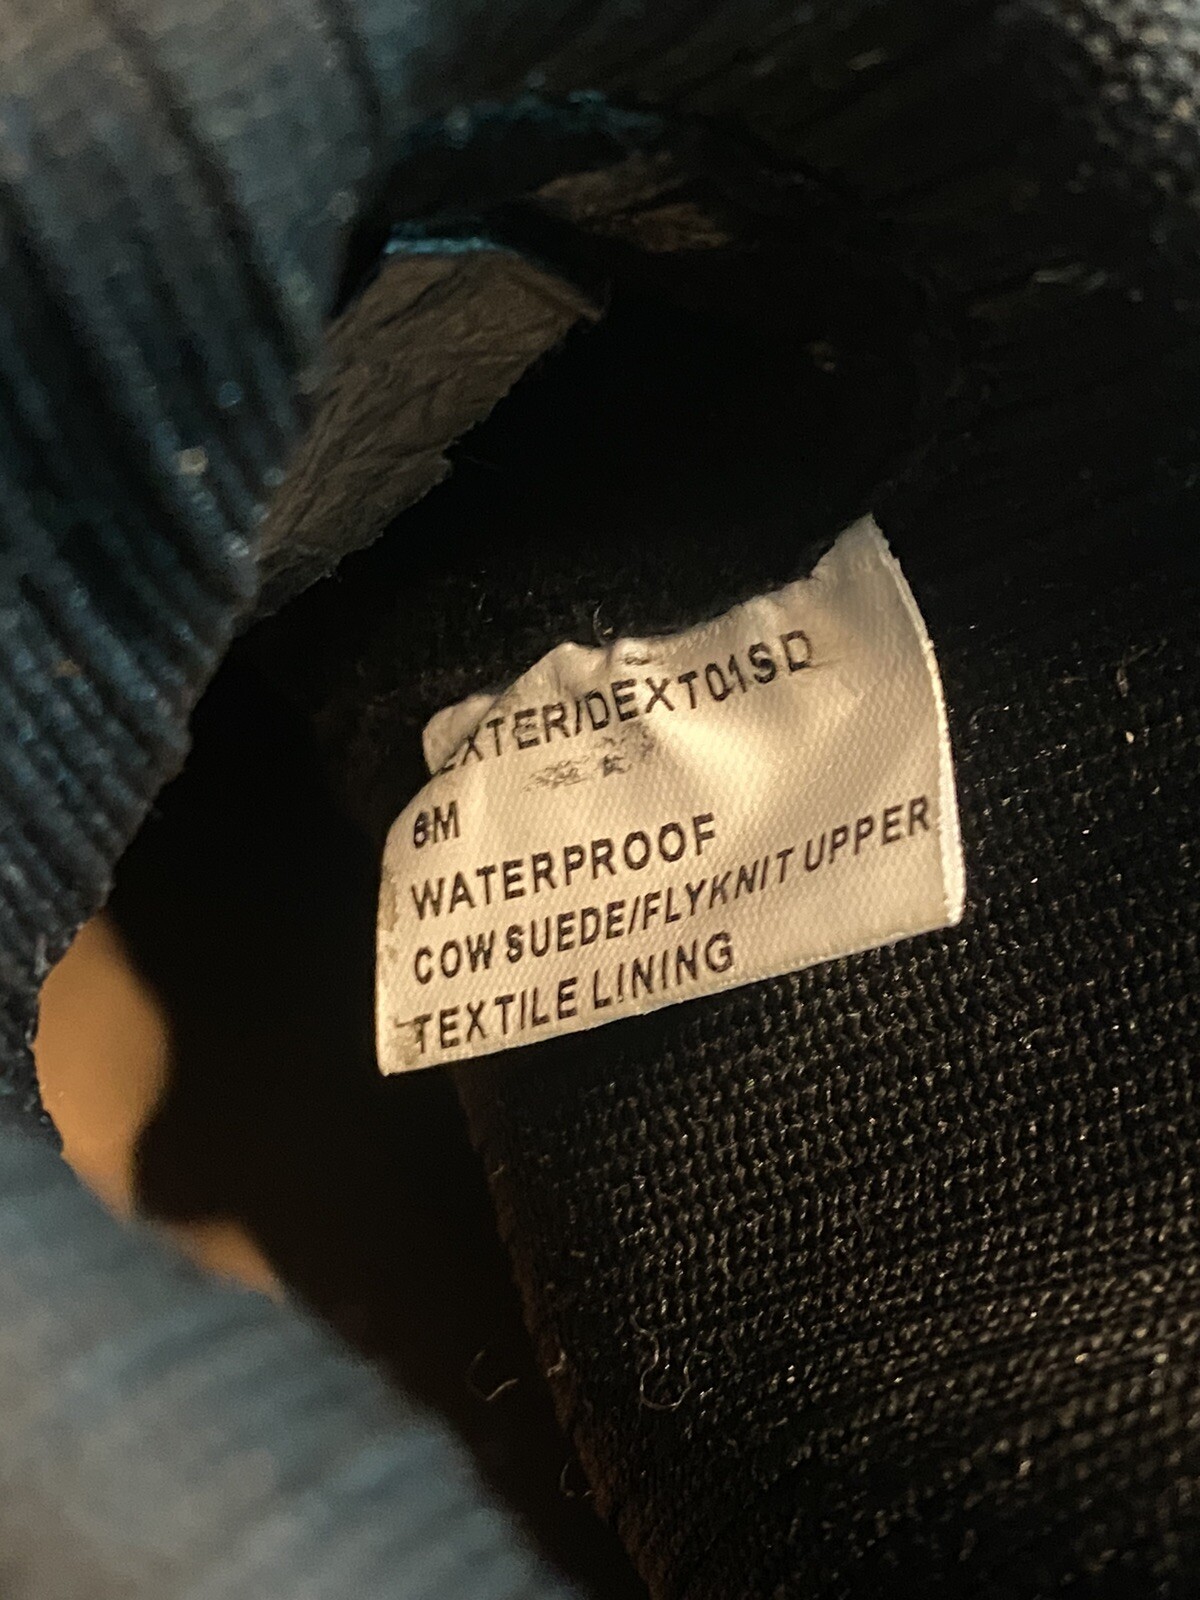 EXTER/DEXT01SD
6M
WATERPROOF
COW SUEDE/FLYKNIT UPPER
TEXTILE LINING